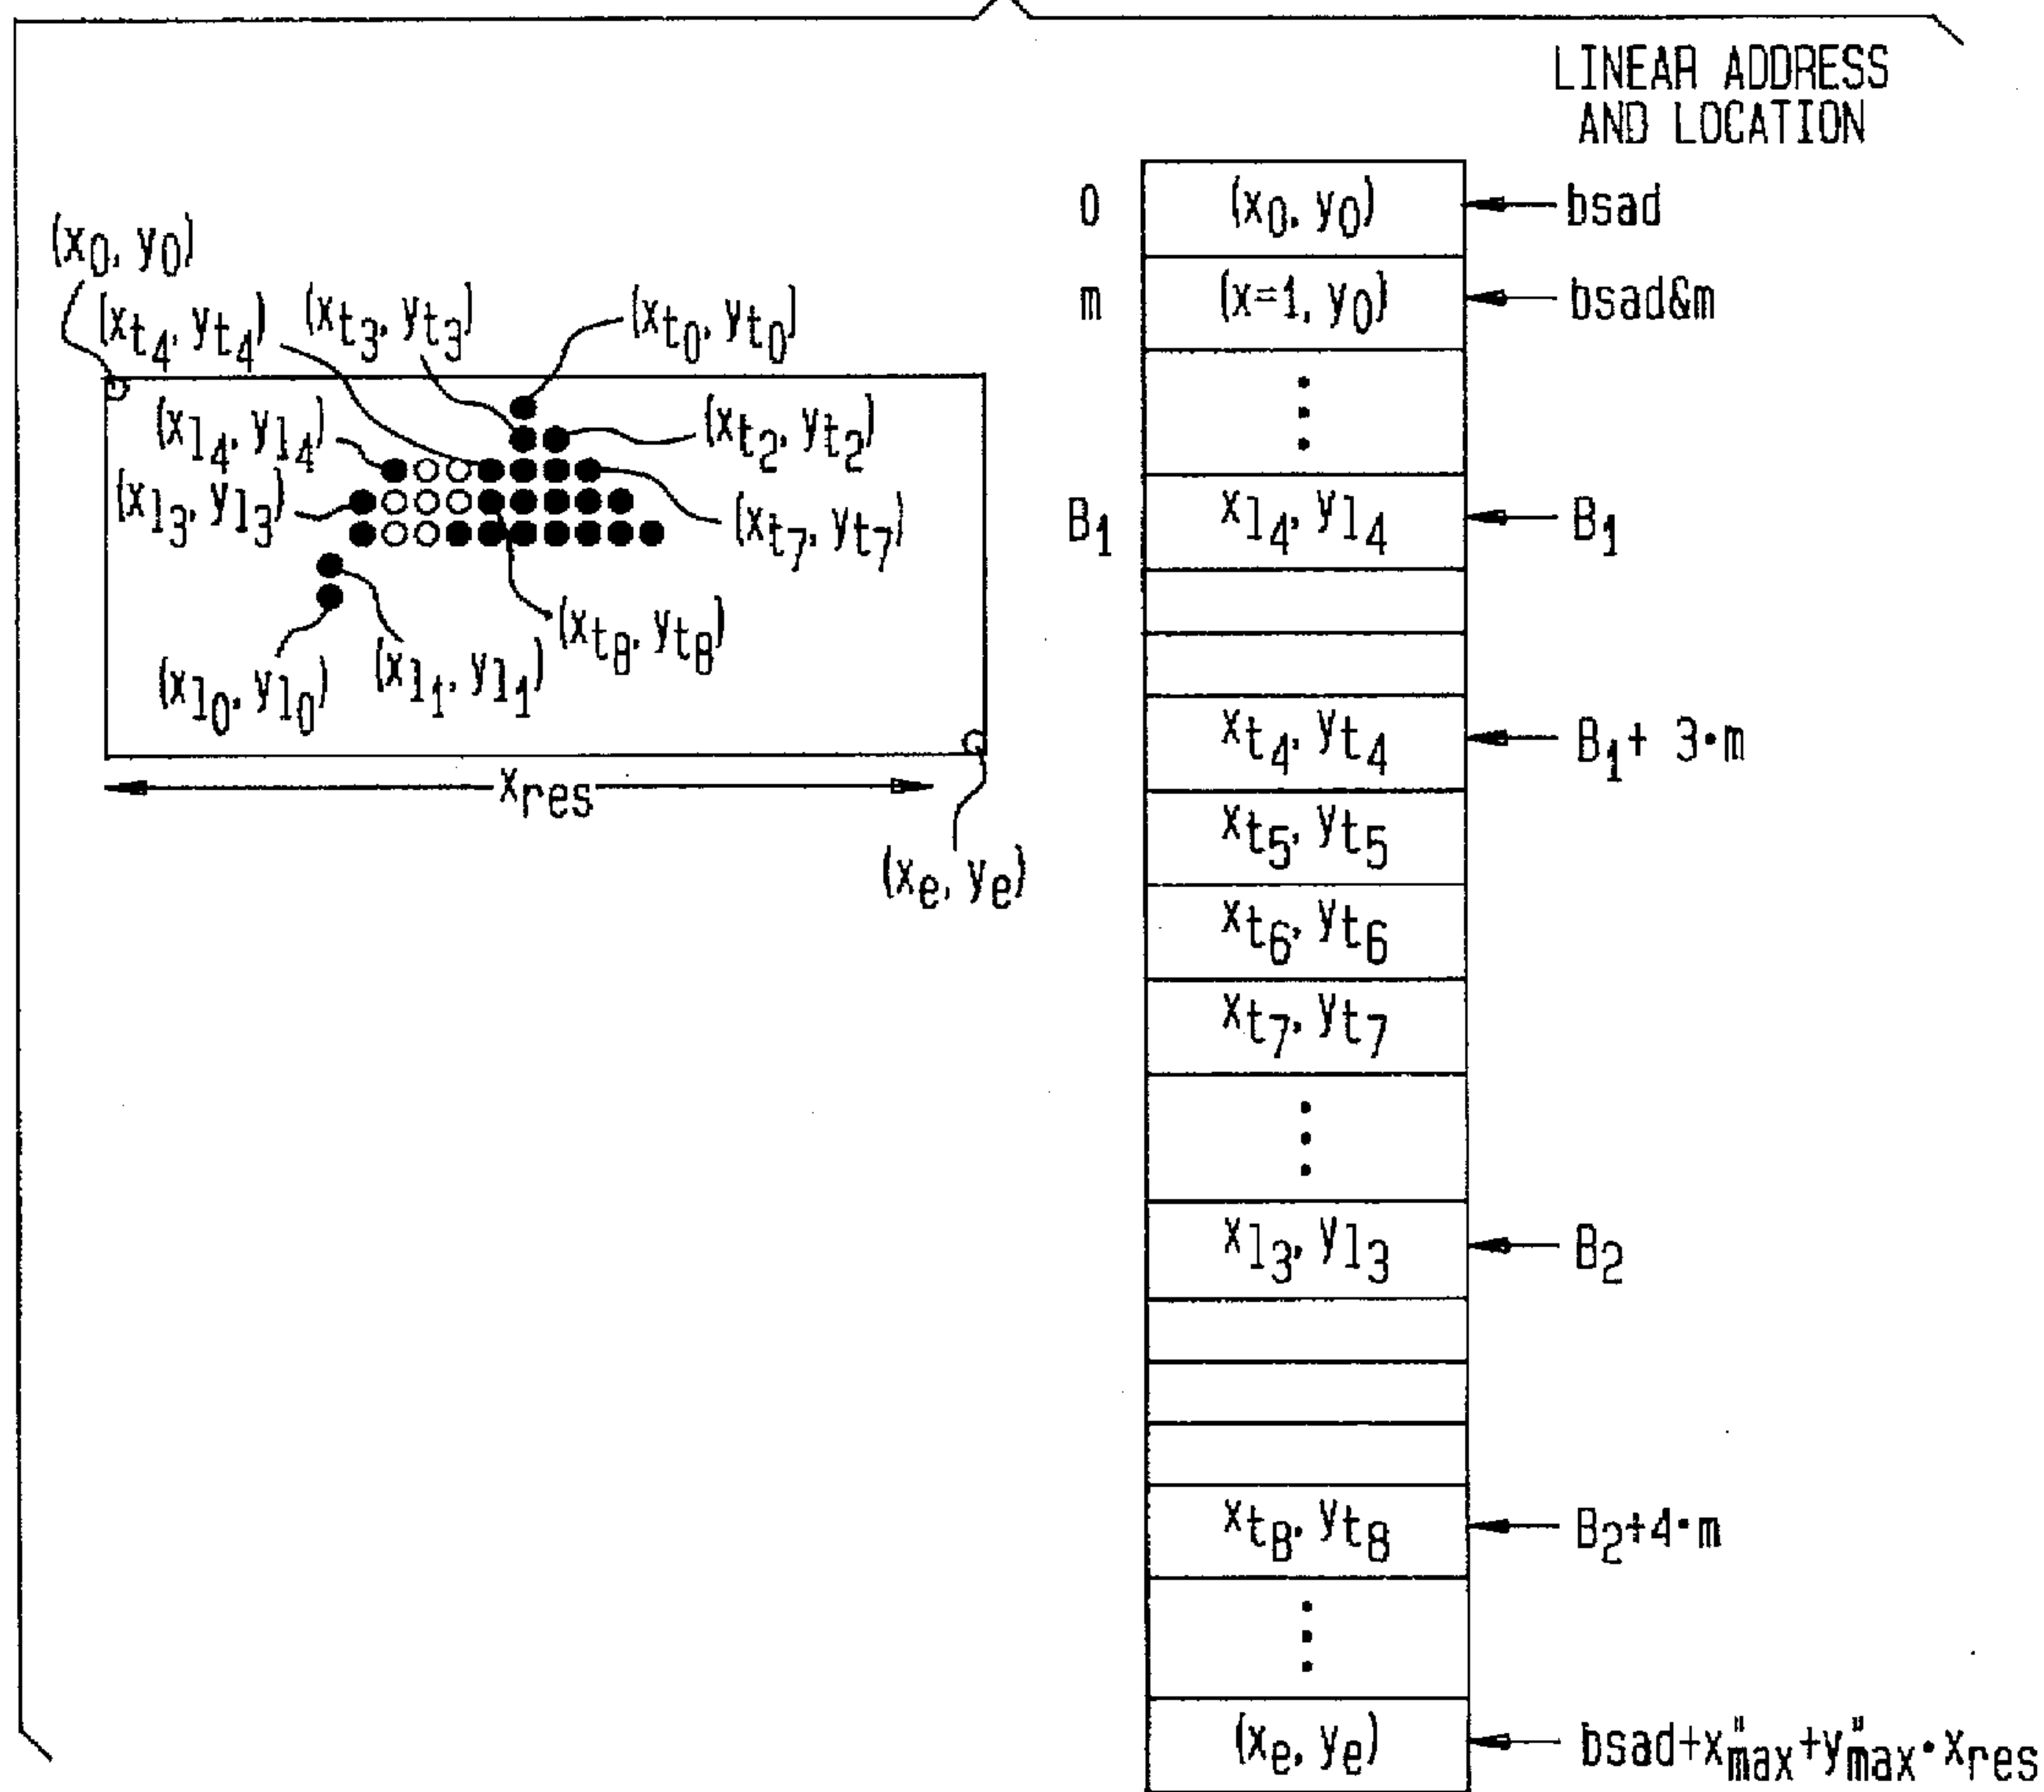 LINEAR ADDRESS
AND LOCATION
(x0, y0)
(xt4, yt4)
(xt3, yt3)
(xt0, yt0)
(xl4, yl4)
(xt2, yt2)
(xl3, yl3)
(xt7, yt7)
(xt8, yt8)
(xl0, yl0)
(xl1, yl1)
xres
(xe, ye)
0 (x0, y0) bsad
m (x=1, y0) bsad&m
B1 xl4, yl4 B1
xt4, yt4 B1+ 3·m
xt5, yt5
xt6, yt6
xt7, yt7
xl3, yl3 B2
xt8, yt8 B2+4·m
(xe, ye) bsad+x"max+y"max·xres